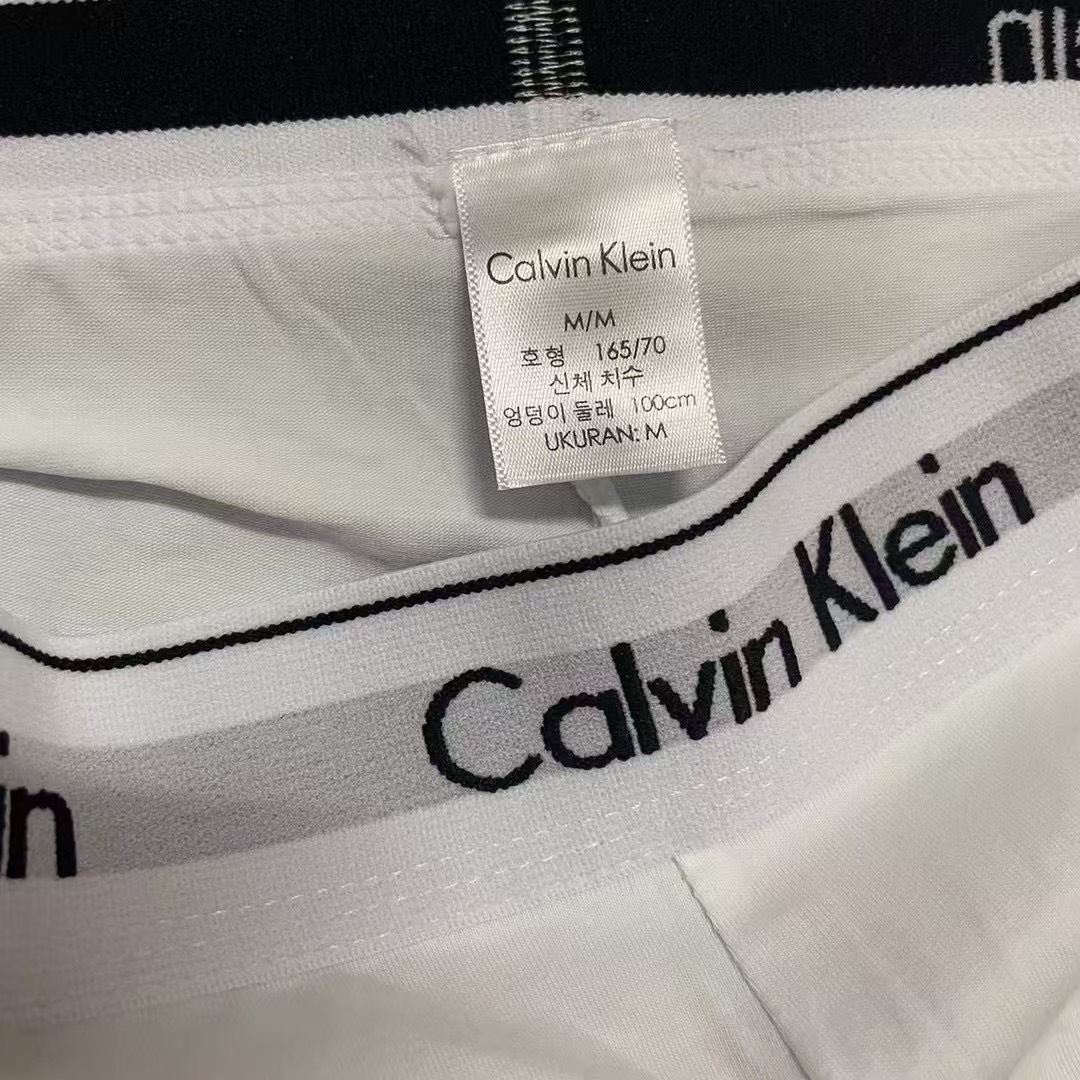 Calvin Klein
M/M
호형 165/70
신체 치수
엉덩이 둘레 100cm
UKURAN: M
Calvin Klein
in